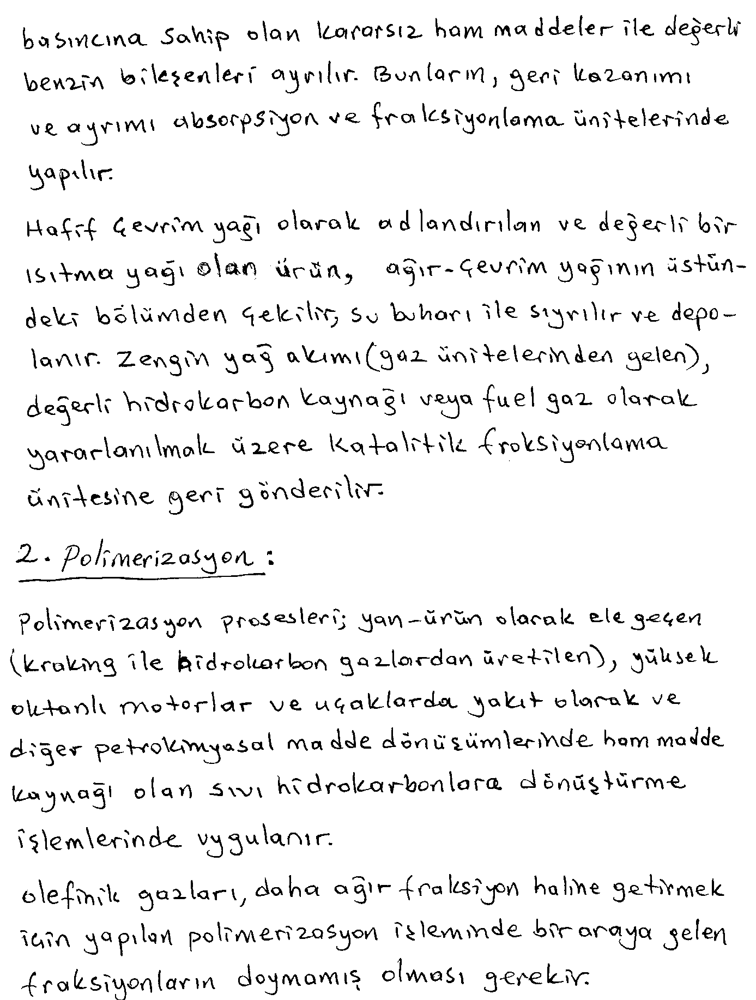 basıncına sahip olan kararsız ham maddeler ile değerli
benzin bileşenleri ayrılır. Bunların, geri kazanımı
ve ayrımı absorpsiyon ve fraksiyonlama ünitelerinde
yapılır.
Hafif çevrim yağı olarak adlandırılan ve değerli bir
ısıtma yağı olan ürün, ağır-çevrim yağının üstün-
deki bölümden çekilir, su buharı ile sıyrılır ve depo-
lanır. Zengin yağ akımı (gaz ünitelerinden gelen),
değerli hidrokarbon kaynağı veya fuel gaz olarak
yararlanılmak üzere katalitik froksiyonlama
ünitesine geri gönderilir.
2. Polimerizasyon :
Polimerizasyon prosesleri; yan-ürün olarak ele geçen
(kraking ile hidrokarbon gazlardan üretilen), yüksek
oktanlı motorlar ve uçaklarda yakıt olarak ve
diğer petrokimyasal madde dönüşümlerinde ham madde
kaynağı olan sıvı hidrokarbonlara dönüştürme
işlemlerinde uygulanır.
olefinik gazları, daha ağır fraksiyon haline getirmek
için yapılan polimerizasyon işleminde bir araya gelen
fraksiyonların doymamış olması gerekir.